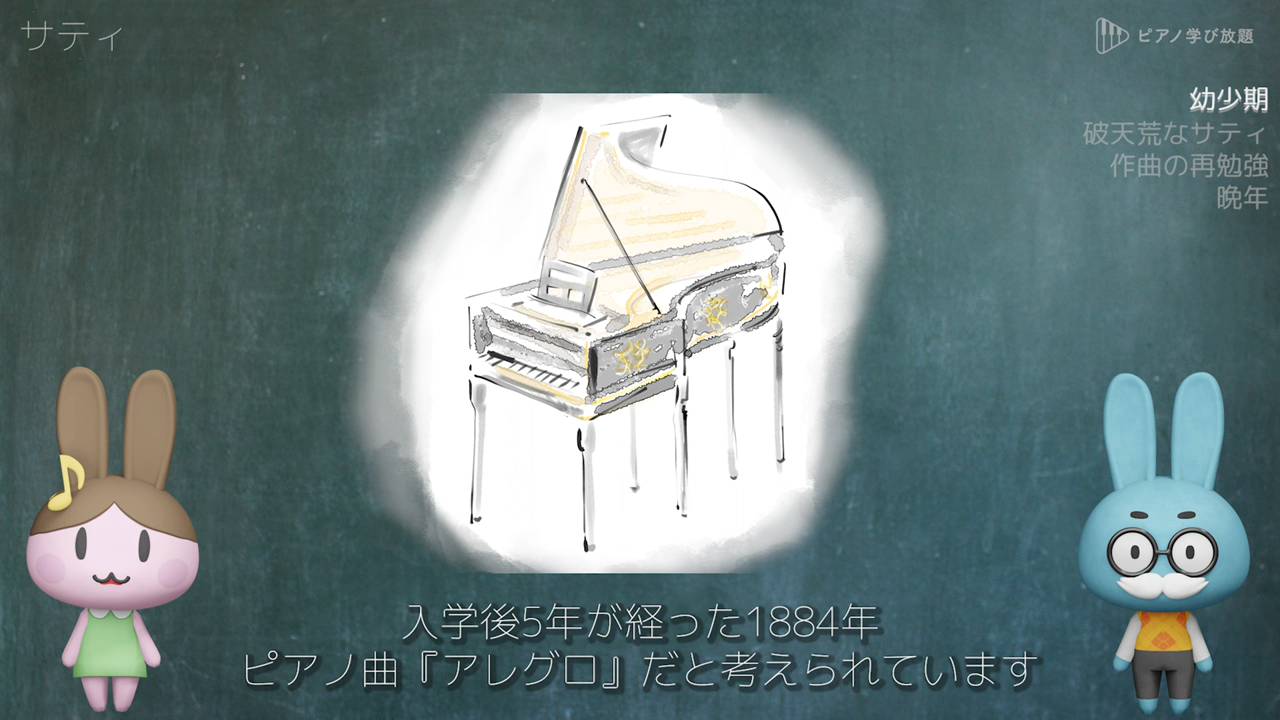 サティ
ピアノ学び放題
幼少期
破天荒なサティ
作曲の再勉強
晩年
入学後5年が経った1884年
ピアノ曲『アレグロ』だと考えられています